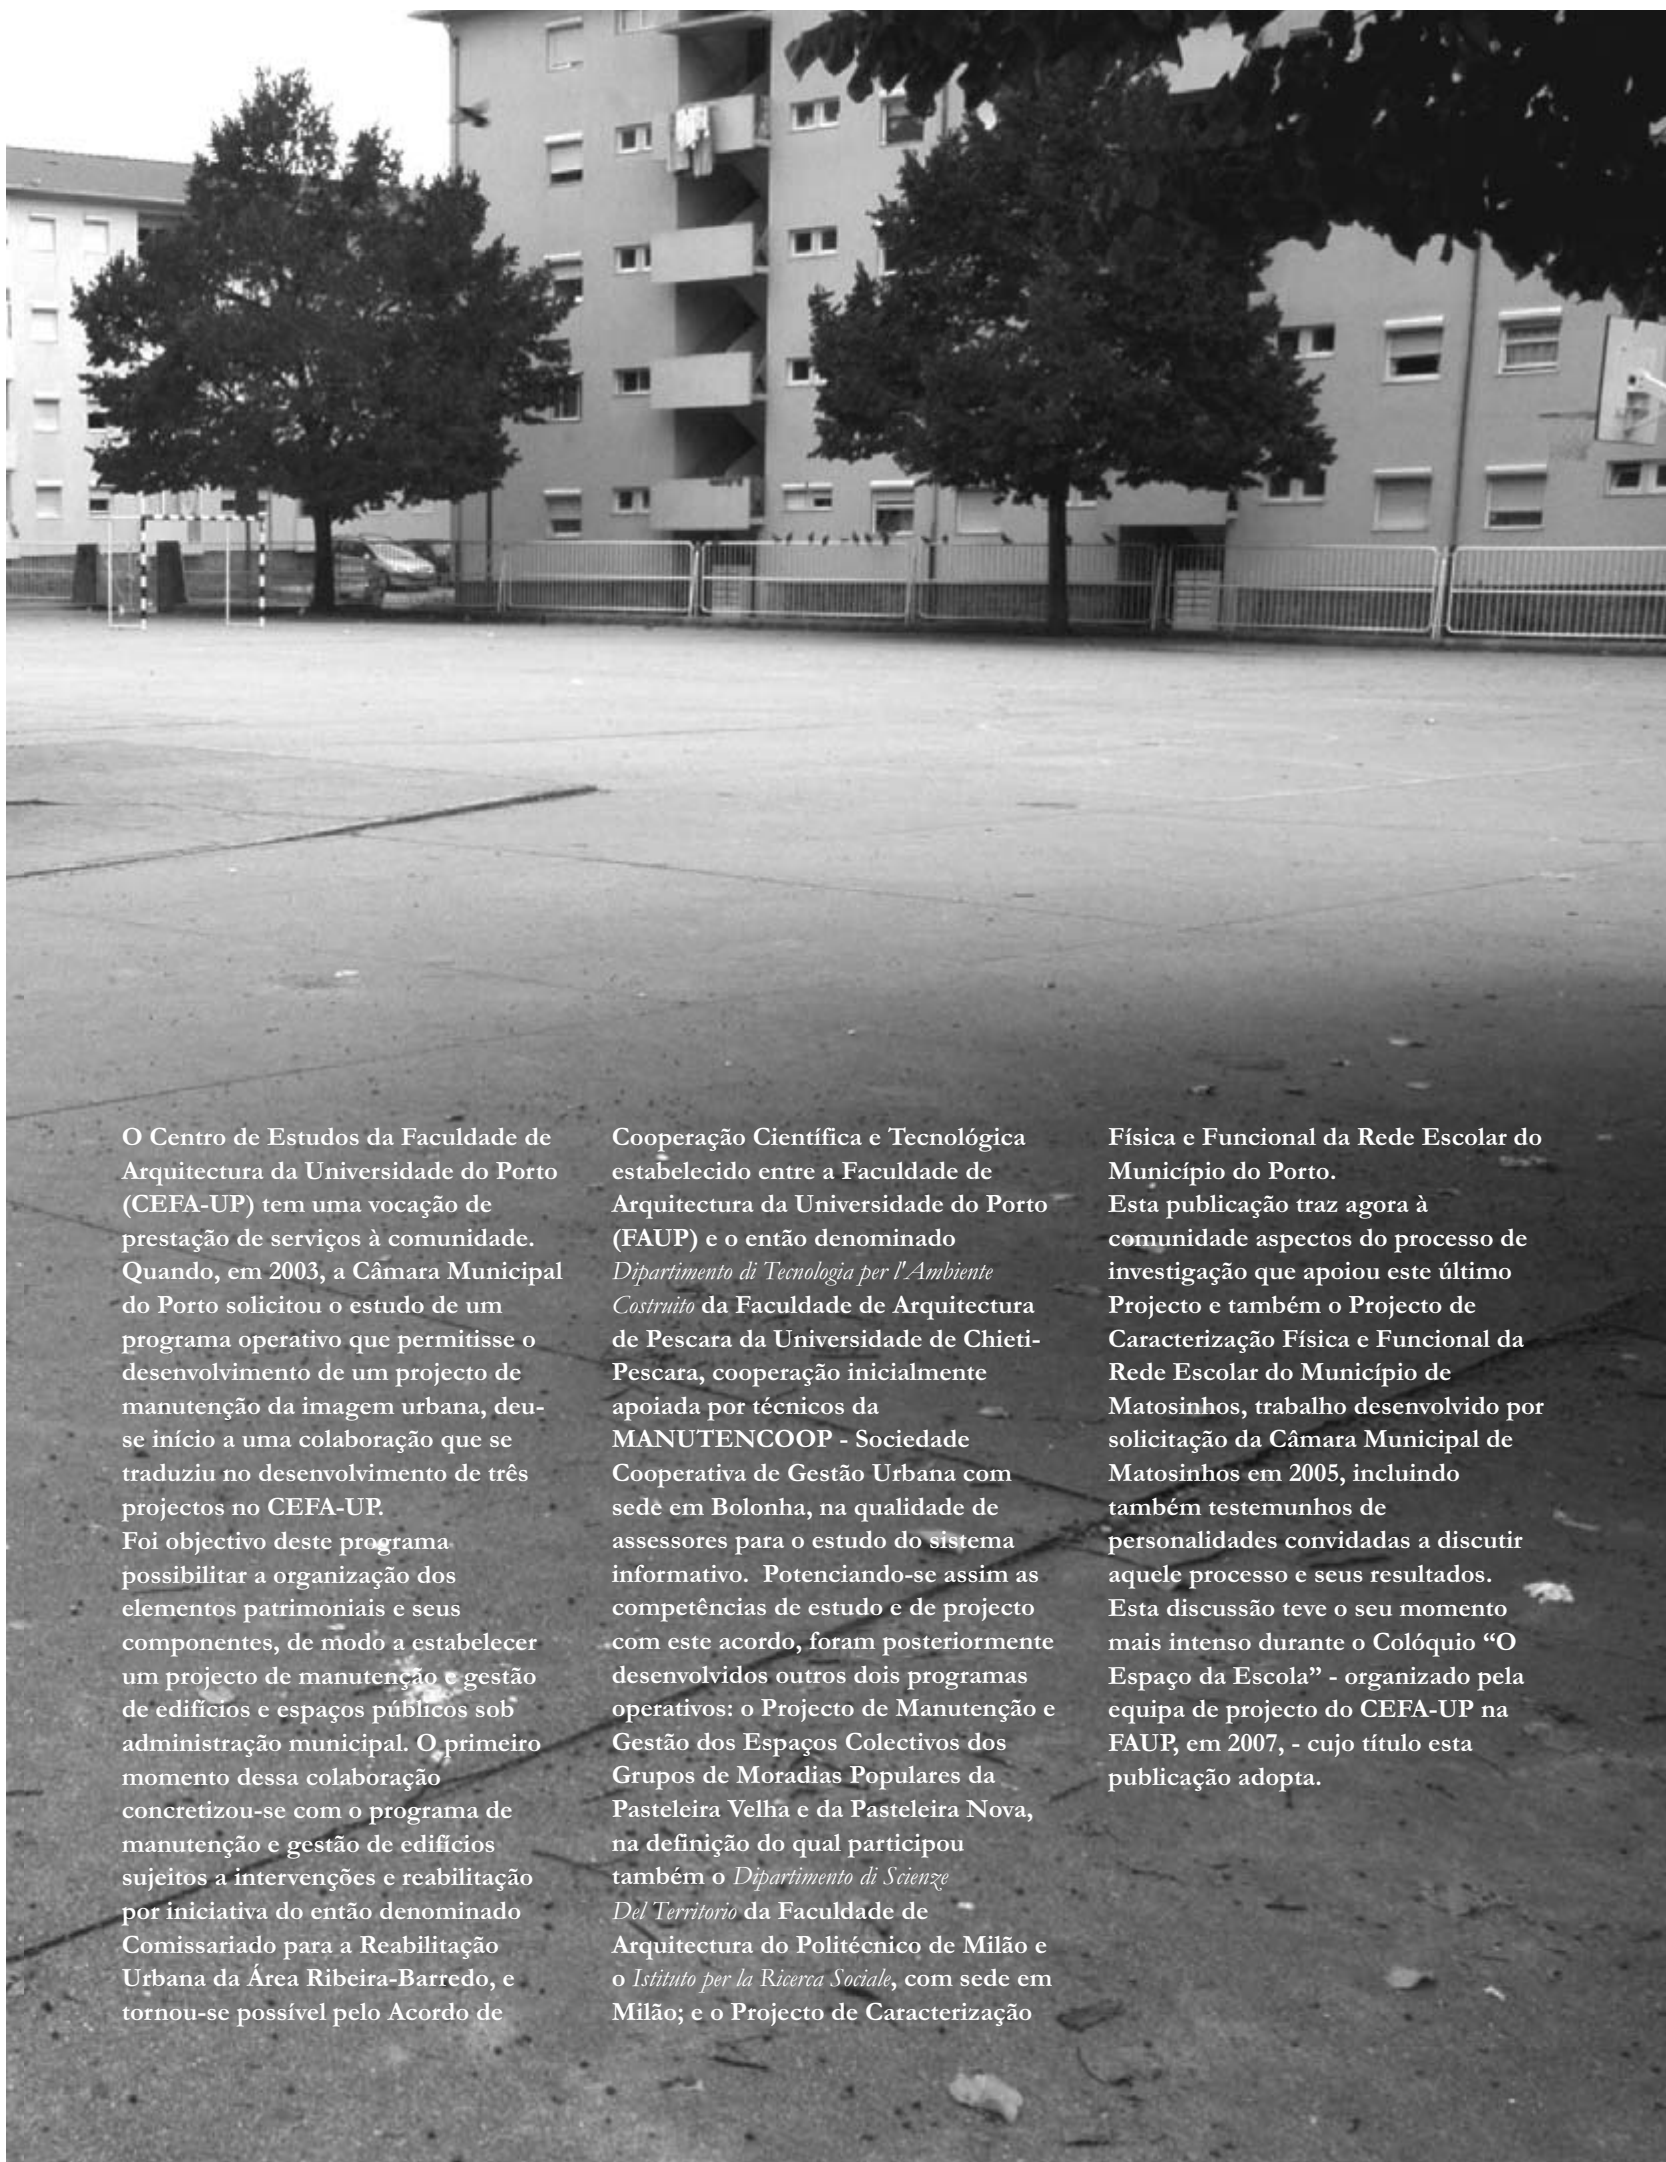 O Centro de Estudos da Faculdade de
Arquitectura da Universidade do Porto
(CEFA-UP) tem uma vocação de
prestação de serviços à comunidade.
Quando, em 2003, a Câmara Municipal
do Porto solicitou o estudo de um
programa operativo que permitisse o
desenvolvimento de um projecto de
manutenção da imagem urbana, deu-
se início a uma colaboração que se
traduziu no desenvolvimento de três
projectos no CEFA-UP.
Foi objectivo deste programa
possibilitar a organização dos
elementos patrimoniais e seus
componentes, de modo a estabelecer
um projecto de manutenção e gestão
de edifícios e espaços públicos sob
administração municipal. O primeiro
momento dessa colaboração
concretizou-se com o programa de
manutenção e gestão de edifícios
sujeitos a intervenções e reabilitação
por iniciativa do então denominado
Comissariado para a Reabilitação
Urbana da Área Ribeira-Barredo, e
tornou-se possível pelo Acordo de
Cooperação Científica e Tecnológica
estabelecido entre a Faculdade de
Arquitectura da Universidade do Porto
(FAUP) e o então denominado
Dipartimento di Tecnologia per l'Ambiente
Costruito da Faculdade de Arquitectura
de Pescara da Universidade de Chieti-
Pescara, cooperação inicialmente
apoiada por técnicos da
MANUTENCOOP - Sociedade
Cooperativa de Gestão Urbana com
sede em Bolonha, na qualidade de
assessores para o estudo do sistema
informativo. Potenciando-se assim as
competências de estudo e de projecto
com este acordo, foram posteriormente
desenvolvidos outros dois programas
operativos: o Projecto de Manutenção e
Gestão dos Espaços Colectivos dos
Grupos de Moradias Populares da
Pasteleira Velha e da Pasteleira Nova,
na definição do qual participou
também o Dipartimento di Scienze
Del Territorio da Faculdade de
Arquitectura do Politécnico de Milão e
o Istituto per la Ricerca Sociale, com sede em
Milão; e o Projecto de Caracterização
Física e Funcional da Rede Escolar do
Município do Porto.
Esta publicação traz agora à
comunidade aspectos do processo de
investigação que apoiou este último
Projecto e também o Projecto de
Caracterização Física e Funcional da
Rede Escolar do Município de
Matosinhos, trabalho desenvolvido por
solicitação da Câmara Municipal de
Matosinhos em 2005, incluindo
também testemunhos de
personalidades convidadas a discutir
aquele processo e seus resultados.
Esta discussão teve o seu momento
mais intenso durante o Colóquio “O
Espaço da Escola” - organizado pela
equipa de projecto do CEFA-UP na
FAUP, em 2007, - cujo título esta
publicação adopta.